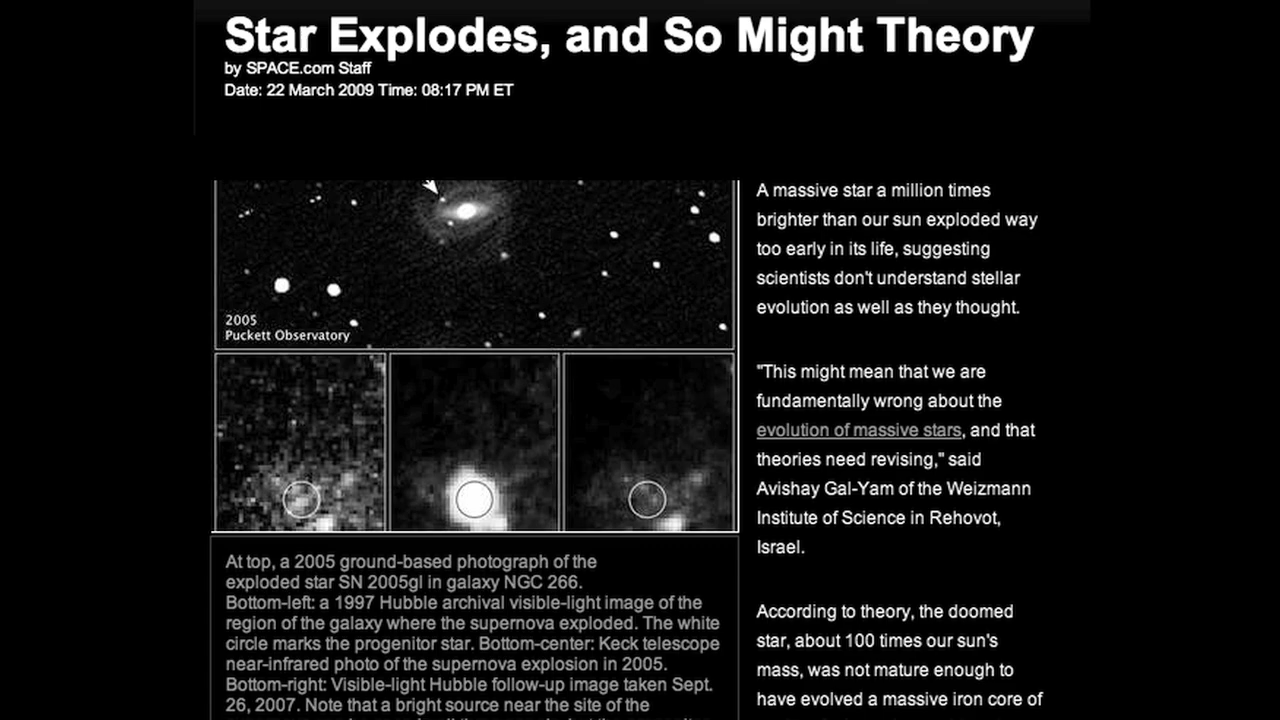 Star Explodes, and So Might Theory
by SPACE.com Staff
Date: 22 March 2009 Time: 08:17 PM ET
2005
Puckett Observatory
At top, a 2005 ground-based photograph of the
exploded star SN 2005gl in galaxy NGC 266.
Bottom-left: a 1997 Hubble archival visible-light image of the
region of the galaxy where the supernova exploded. The white
circle marks the progenitor star. Bottom-center: Keck telescope
near-infrared photo of the supernova explosion in 2005.
Bottom-right: Visible-light Hubble follow-up image taken Sept.
26, 2007. Note that a bright source near the site of the
A massive star a million times
brighter than our sun exploded way
too early in its life, suggesting
scientists don't understand stellar
evolution as well as they thought.
"This might mean that we are
fundamentally wrong about the
evolution of massive stars, and that
theories need revising," said
Avishay Gal-Yam of the Weizmann
Institute of Science in Rehovot,
Israel.
According to theory, the doomed
star, about 100 times our sun's
mass, was not mature enough to
have evolved a massive iron core of